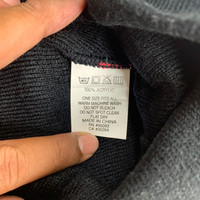 100% ACRYLIC
ONE SIZE FITS ALL
WARM MACHINE WASH
DO NOT BLEACH
DO NOT SPOT CLEAN
FLAT DRY
MADE IN CHINA